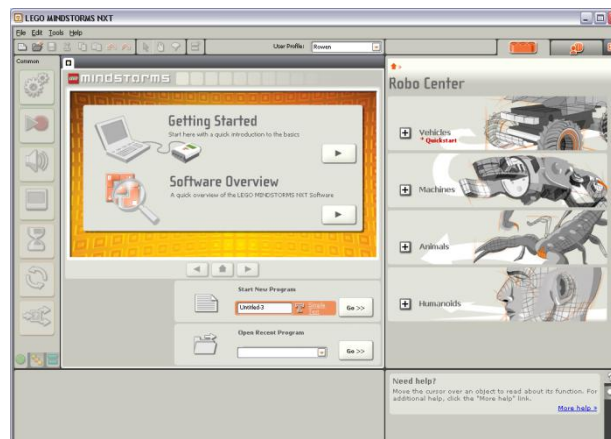 LEGO MINDSTORMS NXT
File Edit Tools Help
User Profile: Rowen
Common
mindstorms
Getting Started
Start here with a quick introduction to the basics
Software Overview
A quick overview of the LEGO MINDSTORMS NXT Software
Start New Program
Untitled-3
Go >>
Open Recent Program
Go >>
Robo Center
Vehicles
* Quickstart
Machines
Animals
Humanoids
Need help?
Move the cursor over an object to read about its function. For
additional help, click the "More help" link.
More help »